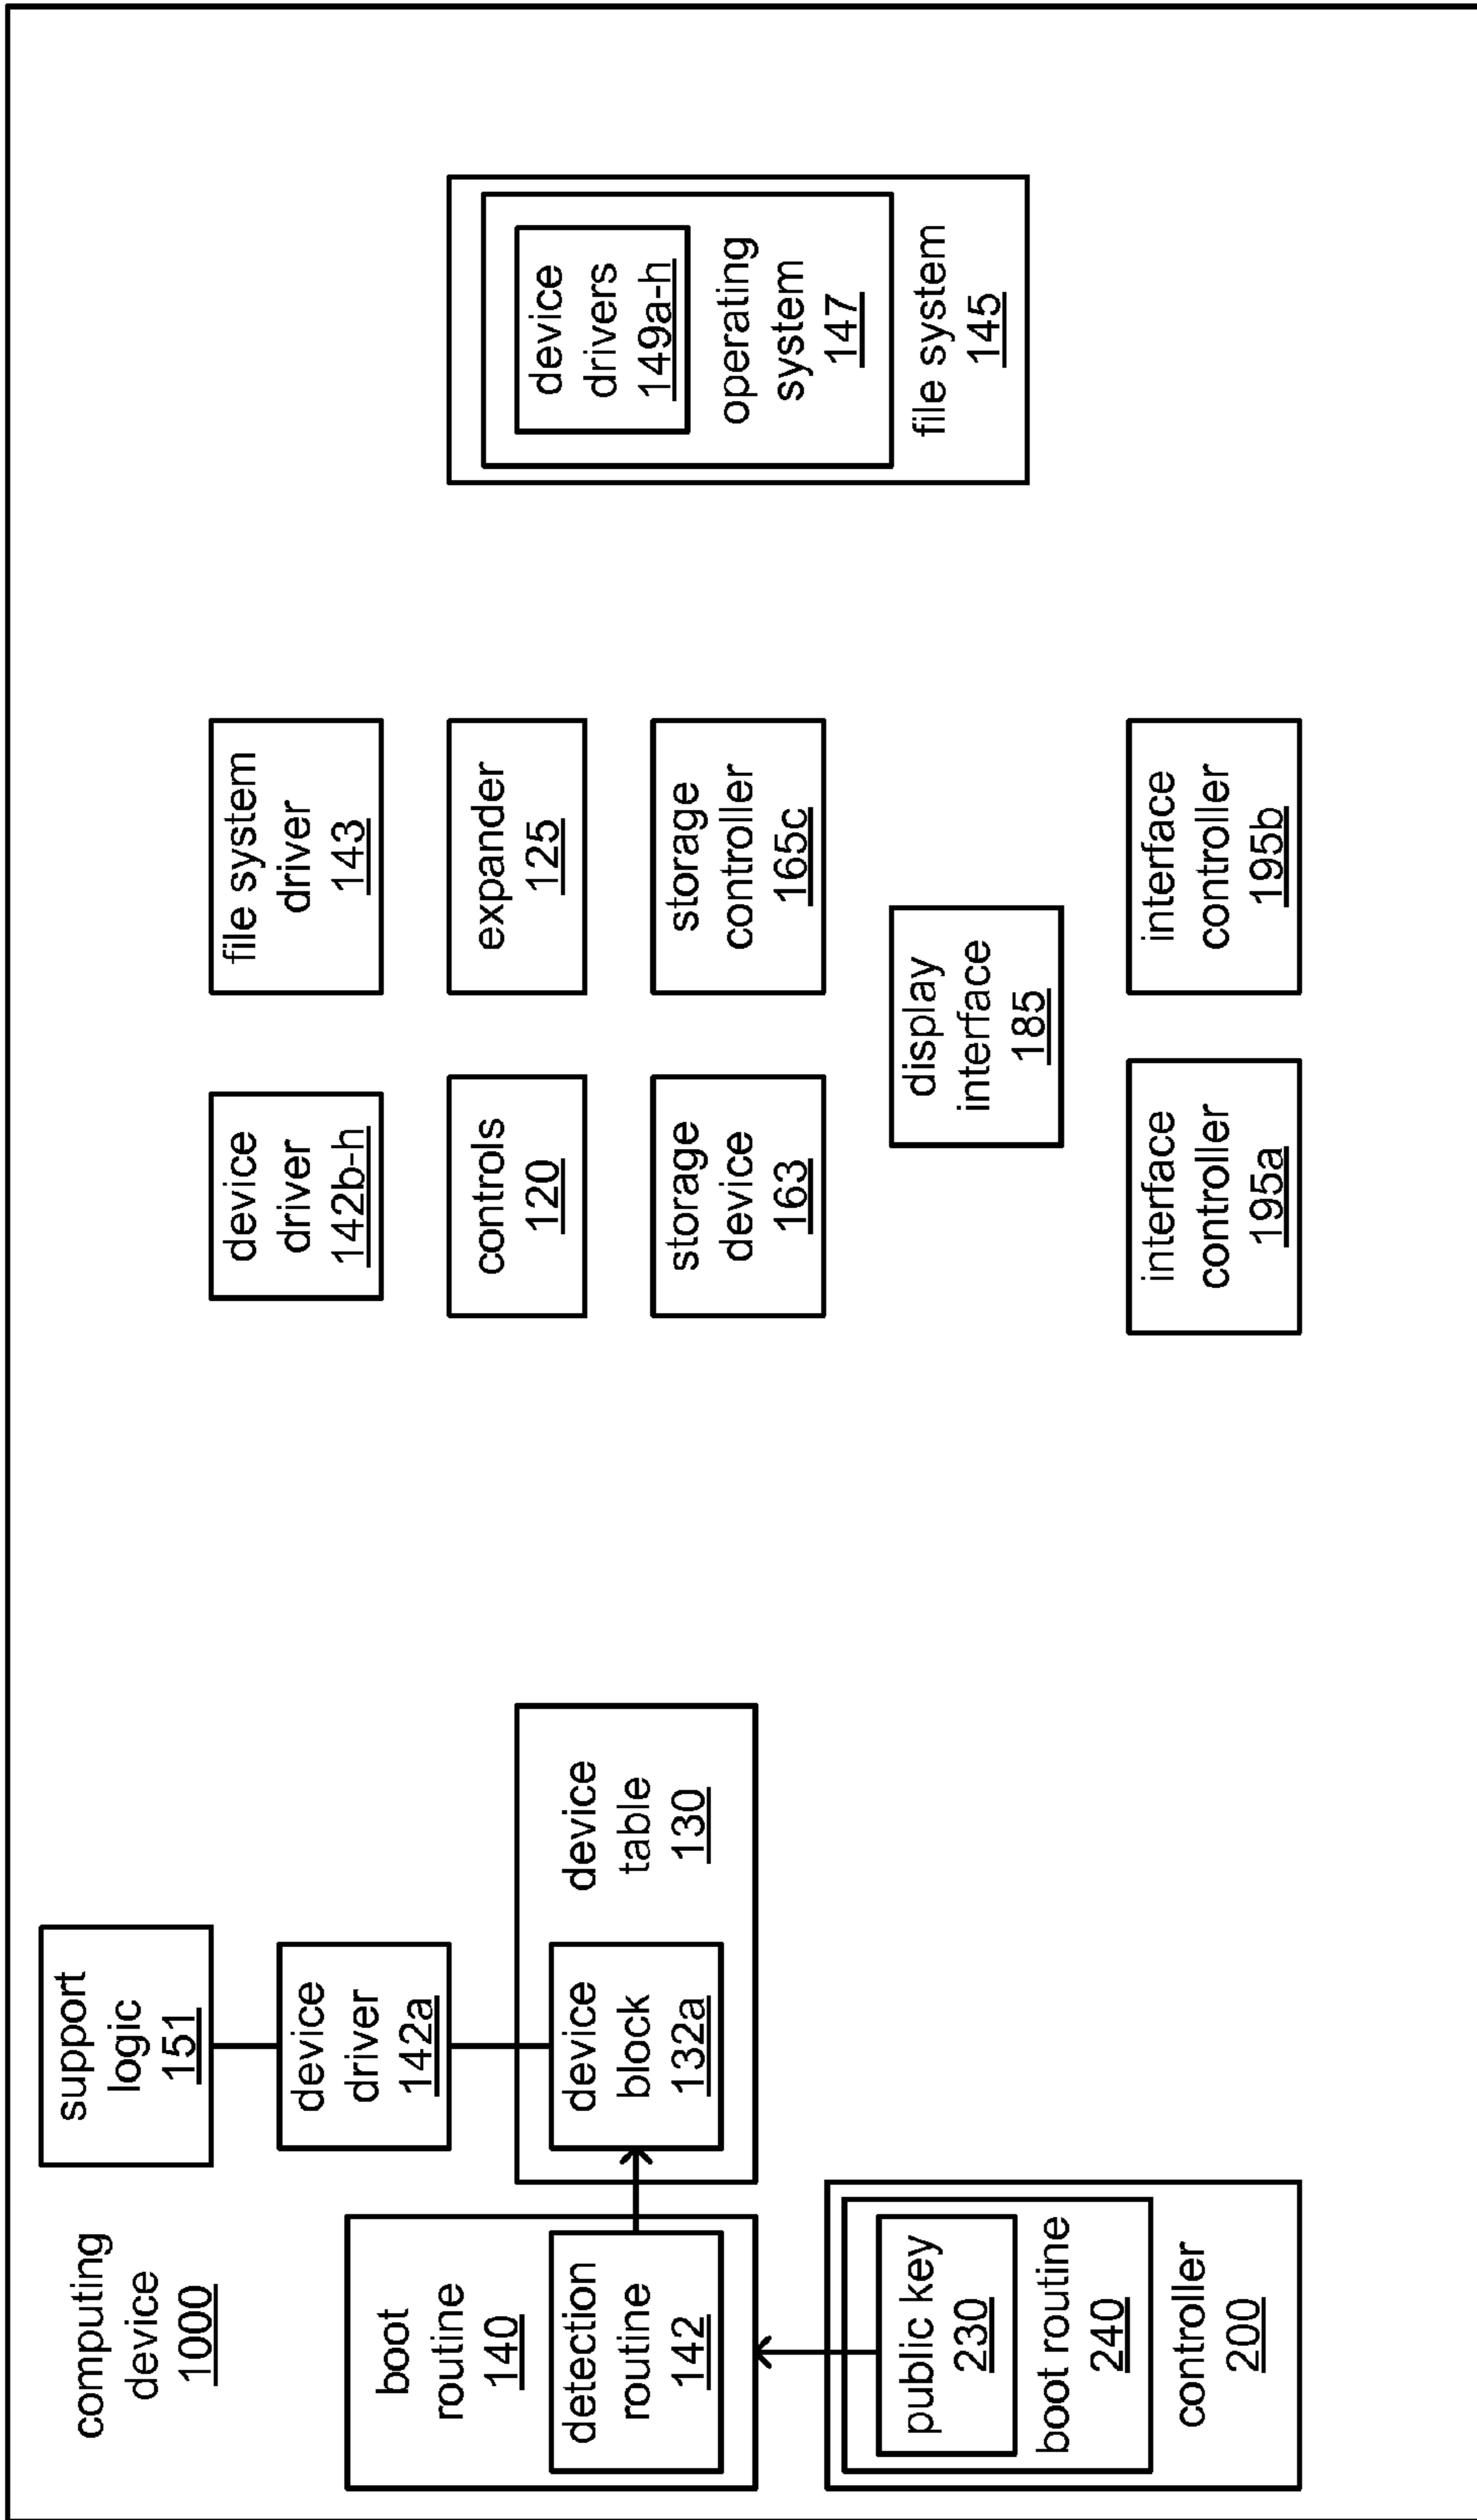 computing
device
1000
support
logic
151
boot
routine
140
detection
routine
142
device
driver
142a
device
block
132a
device
table
130
public key
230
boot routine
240
controller
200
device
driver
142b-h
file system
driver
143
controls
120
expander
125
storage
device
163
storage
controller
165c
display
interface
185
interface
controller
195a
interface
controller
195b
device
drivers
149a-h
operating
system
147
file system
145